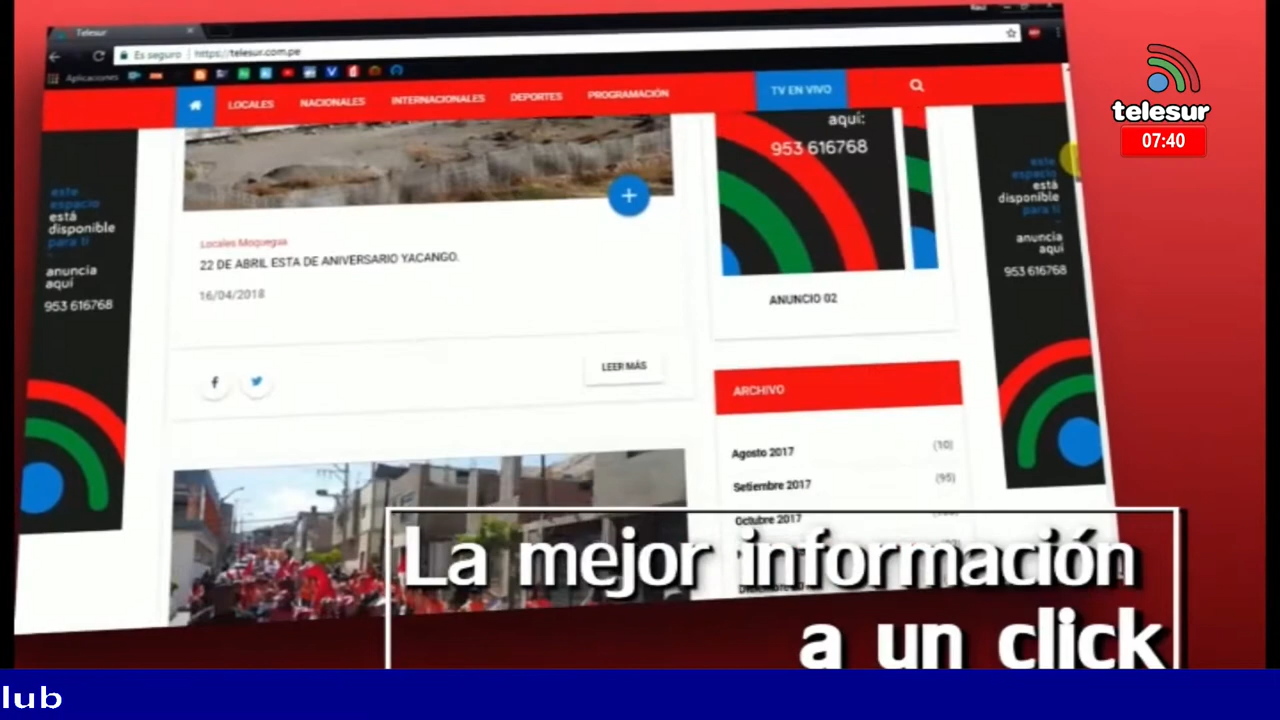 Telesur
Es seguro | https://telesur.com.pe
Aplicaciones
LOCALES NACIONALES INTERNACIONALES DEPORTES PROGRAMACIÓN TV EN VIVO
telesur
07:40
este
espacio
está
disponible
para ti
anuncia
aquí
953 616768
Locales Moquegua
22 DE ABRIL ESTA DE ANIVERSARIO YACANGO.
16/04/2018
LEER MÁS
aquí:
953 616768
ANUNCIO 02
ARCHIVO
Agosto 2017 (10)
Setiembre 2017 (95)
Octubre 2017
este
espacio
está
disponible
para ti
anuncia
aquí
953 616768
La mejor información
a un click
lub